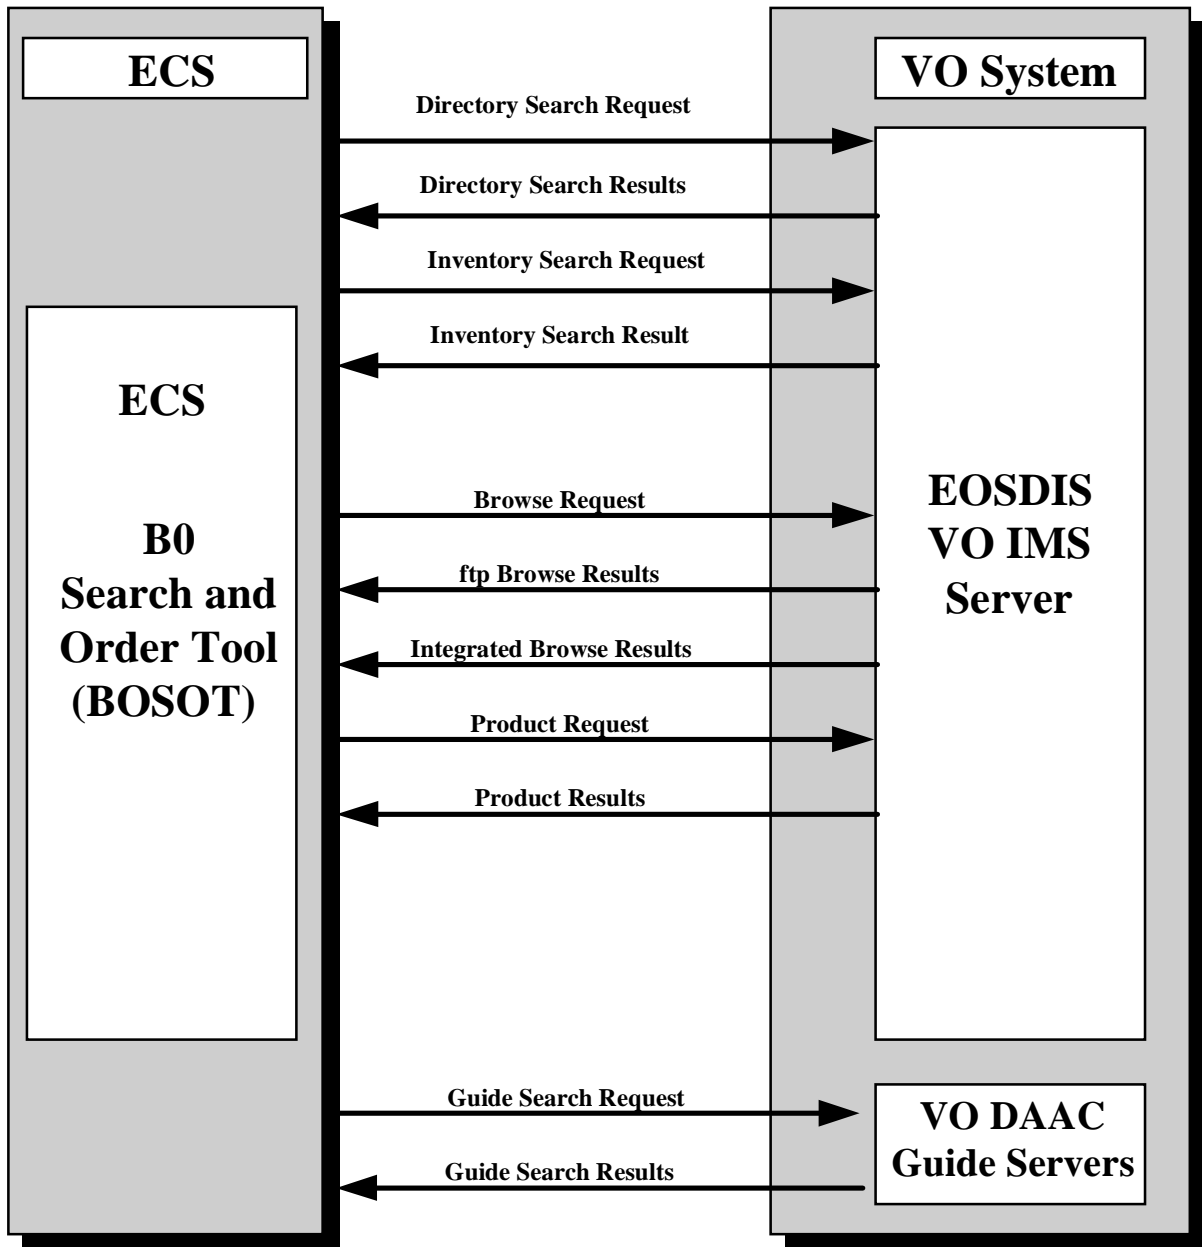 ECS
VO System
Directory Search Request
Directory Search Results
Inventory Search Request
Inventory Search Result
ECS
B0
Search and
Order Tool
(BOSOT)
Browse Request
ftp Browse Results
Integrated Browse Results
Product Request
Product Results
EOSDIS
VO IMS
Server
Guide Search Request
Guide Search Results
VO DAAC
Guide Servers